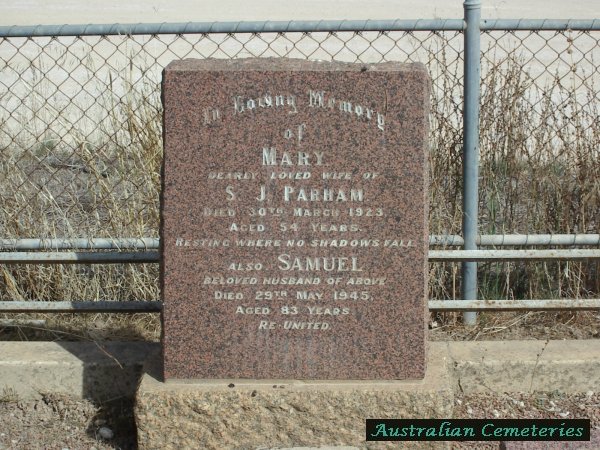 In Loving Memory
of
MARY
DEARLY LOVED WIFE OF
S. J. PARHAM
DIED 30TH MARCH 1923
AGED 54 YEARS.
RESTING WHERE NO SHADOWS FALL
ALSO SAMUEL
BELOVED HUSBAND OF ABOVE
DIED 29TH MAY 1945.
AGED 83 YEARS
RE-UNITED.
Australian Cemeteries